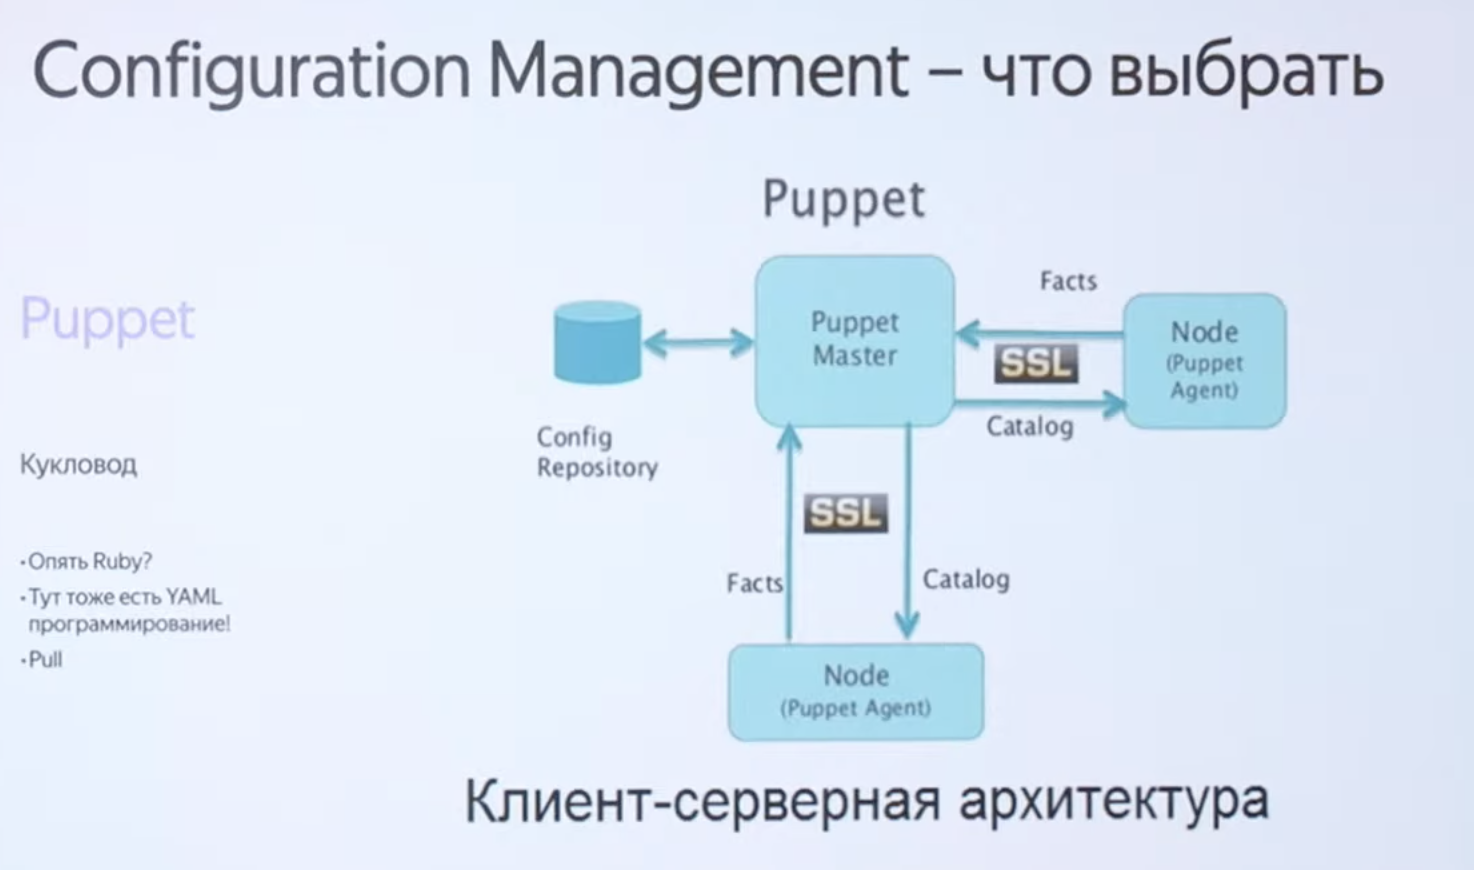 Configuration Management – что выбрать
Puppet
Puppet
Кукловод
·Опять Ruby?
·Тут тоже есть YAML
программирование!
·Pull
Config
Repository
Puppet
Master
Facts
SSL
Catalog
Node
(Puppet
Agent)
SSL
Facts
Catalog
Node
(Puppet Agent)
Клиент-серверная архитектура